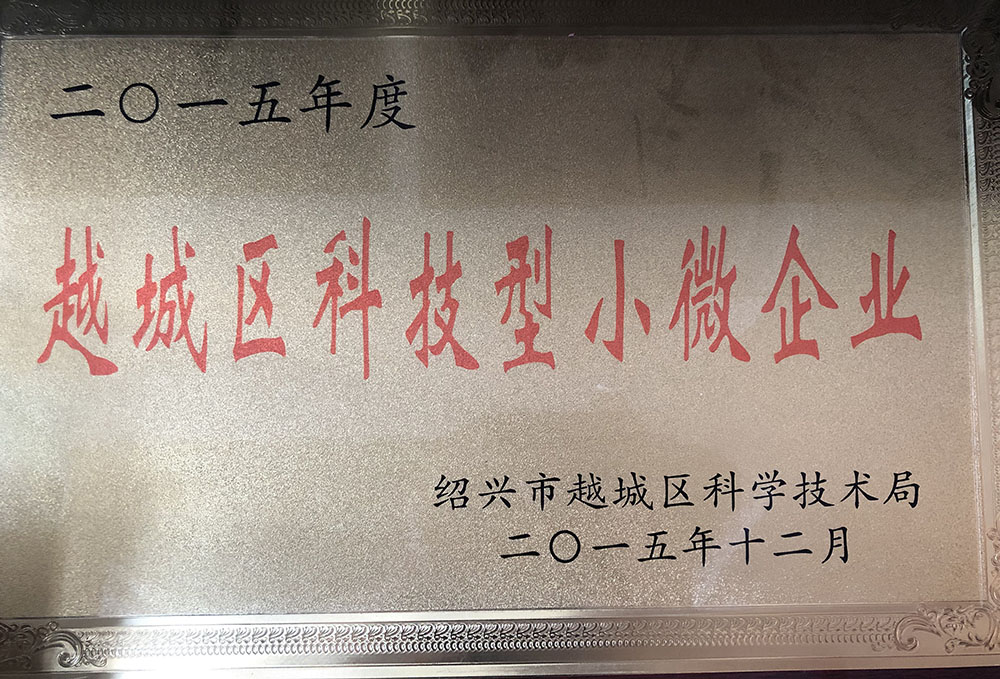 二〇一五年度
越城区科技型小微企业
绍兴市越城区科学技术局
二〇一五年十二月